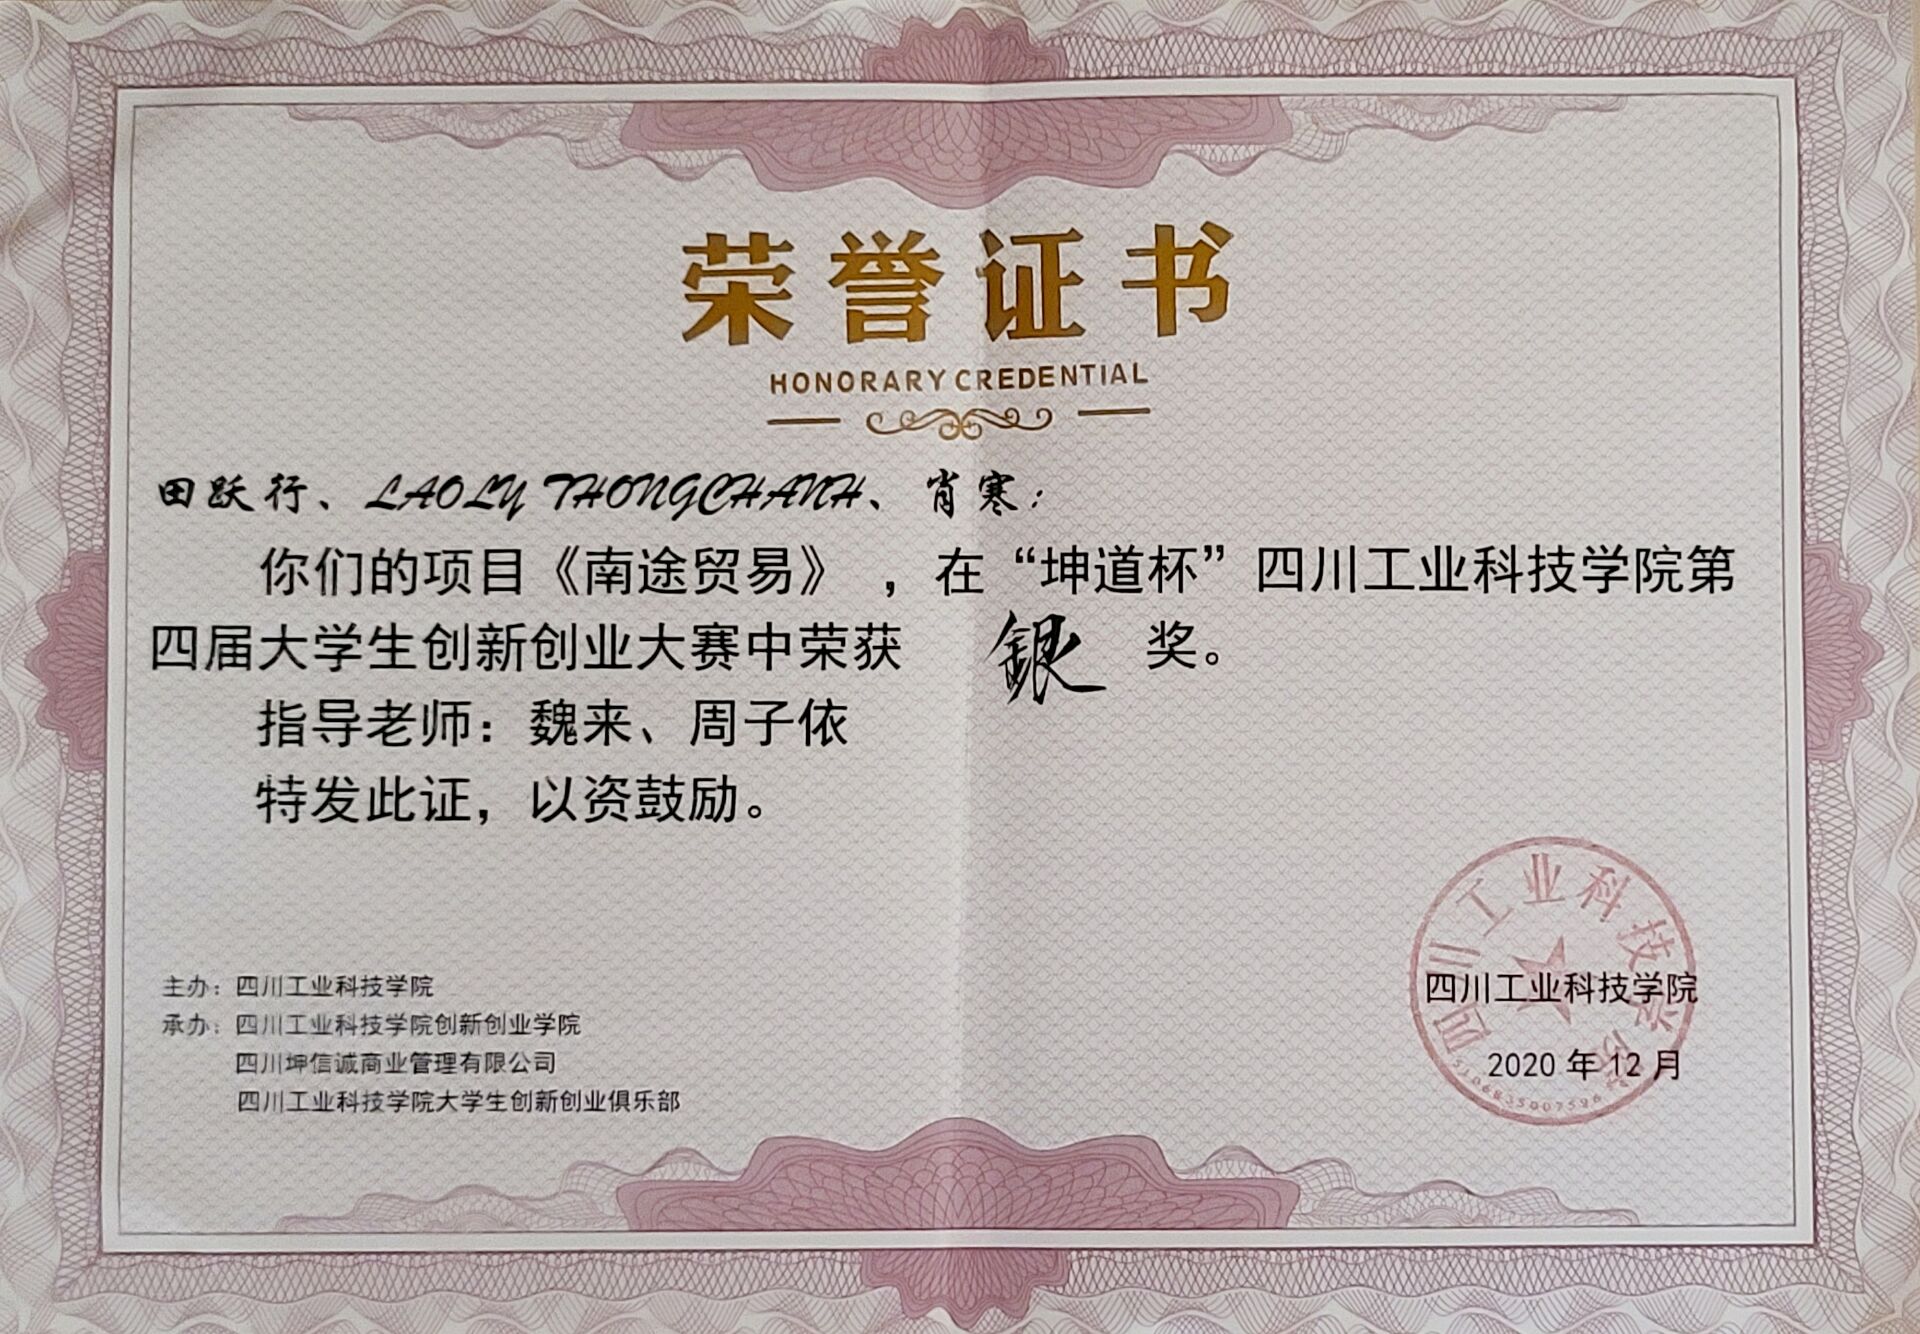 荣誉证书
HONORARY CREDENTIAL
田跃行、LAOLY THONGCHANH、肖寒：
你们的项目《南途贸易》，在“坤道杯”四川工业科技学院第
四届大学生创新创业大赛中荣获 銀 奖。
指导老师：魏来、周子依
特发此证，以资鼓励。
主办：四川工业科技学院
承办：四川工业科技学院创新创业学院
四川坤信诚商业管理有限公司
四川工业科技学院大学生创新创业俱乐部
四川工业科技学院
四川工业科技学院
2020 年 12 月